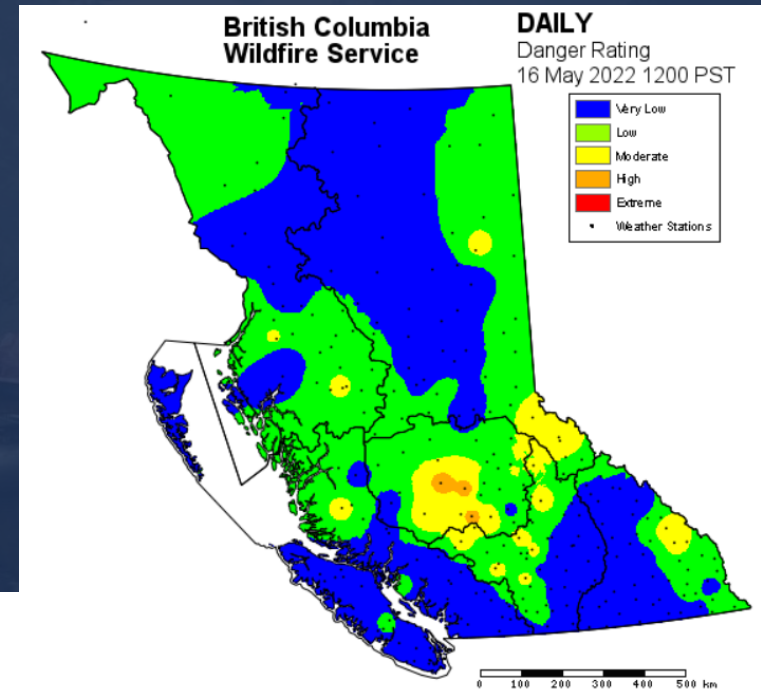 British Columbia
Wildfire Service
DAILY
Danger Rating
16 May 2022 1200 PST
Very Low
Low
Moderate
High
Extreme
Weather Stations
0 100 200 300 400 500 km